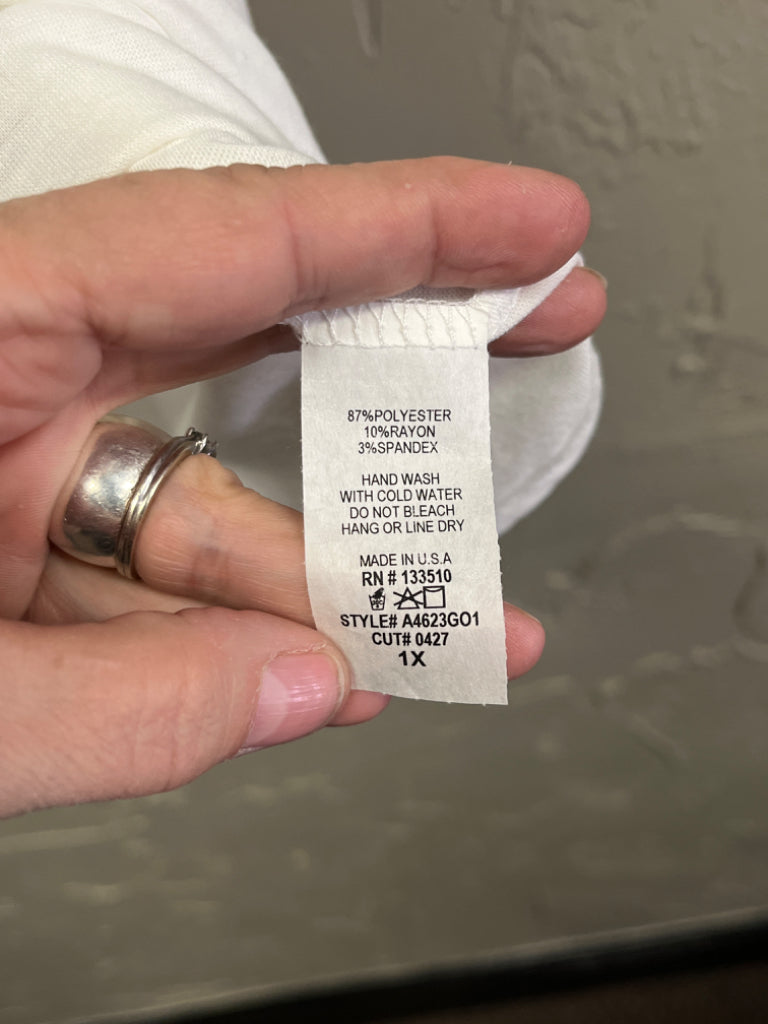 87%POLYESTER
10%RAYON
3%SPANDEX
HAND WASH
WITH COLD WATER
DO NOT BLEACH
HANG OR LINE DRY
MADE IN U.S.A
RN # 133510
STYLE# A4623GO1
CUT# 0427
1X